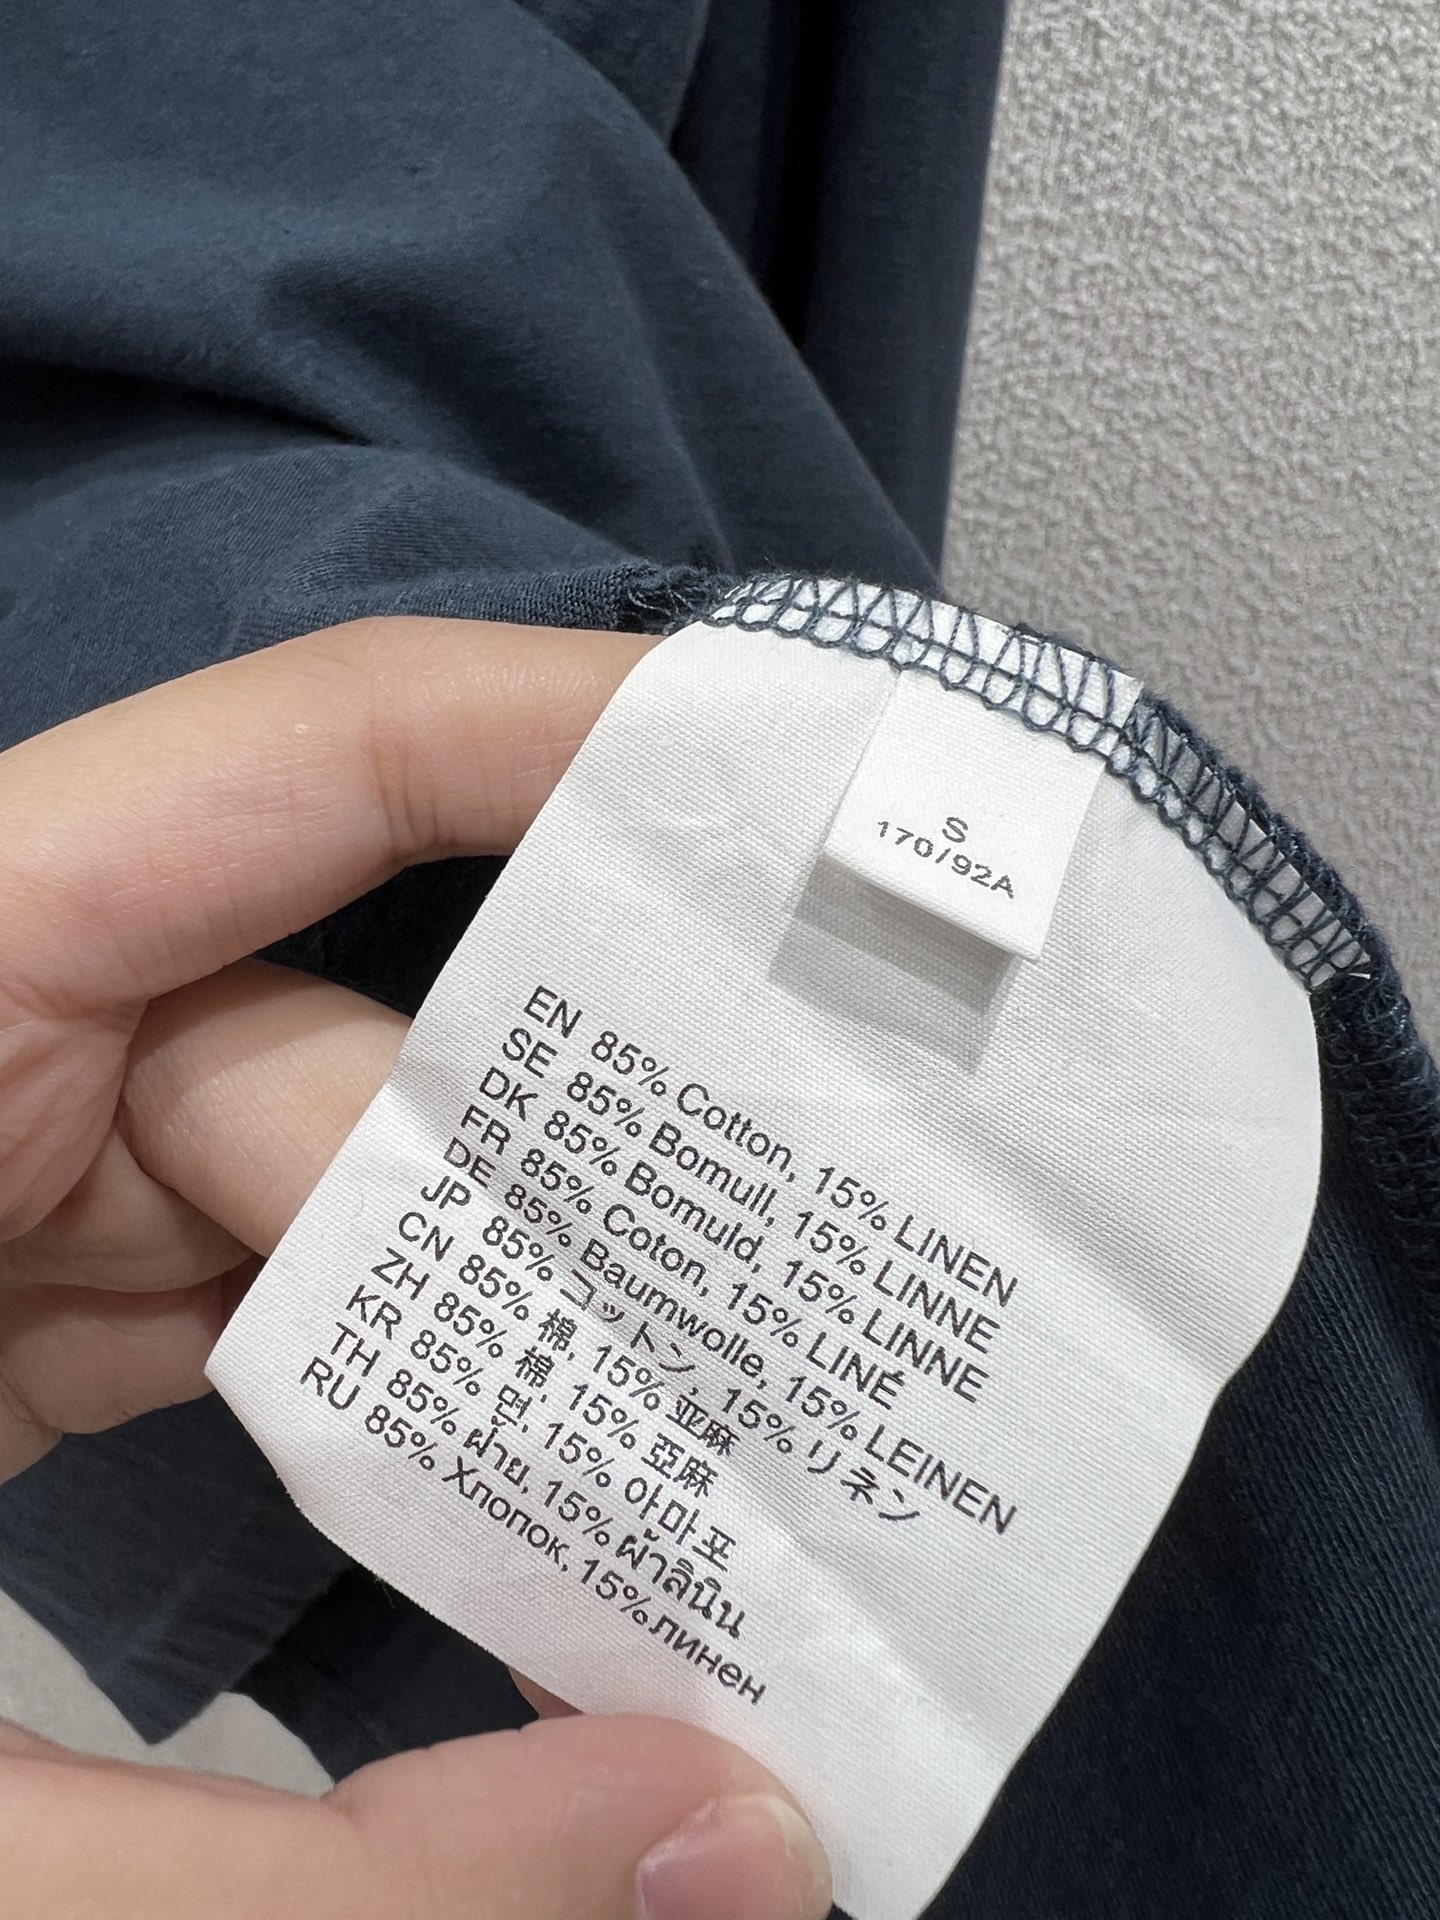 S
170/92A
EN 85% Cotton, 15% LINEN
SE 85% Bomull, 15% LINNE
DK 85% Bomuld, 15% LINNE
FR 85% Coton, 15% LINÉ
DE 85% Baumwolle, 15% LEINEN
JP 85% コットン, 15% リネン
CN 85% 棉, 15% 亚麻
ZH 85% 棉, 15% 亞麻
KR 85% 면, 15% 아마포
TH 85% ฝ้าย, 15% ผ้าลินิน
RU 85% Хлопок, 15% линен